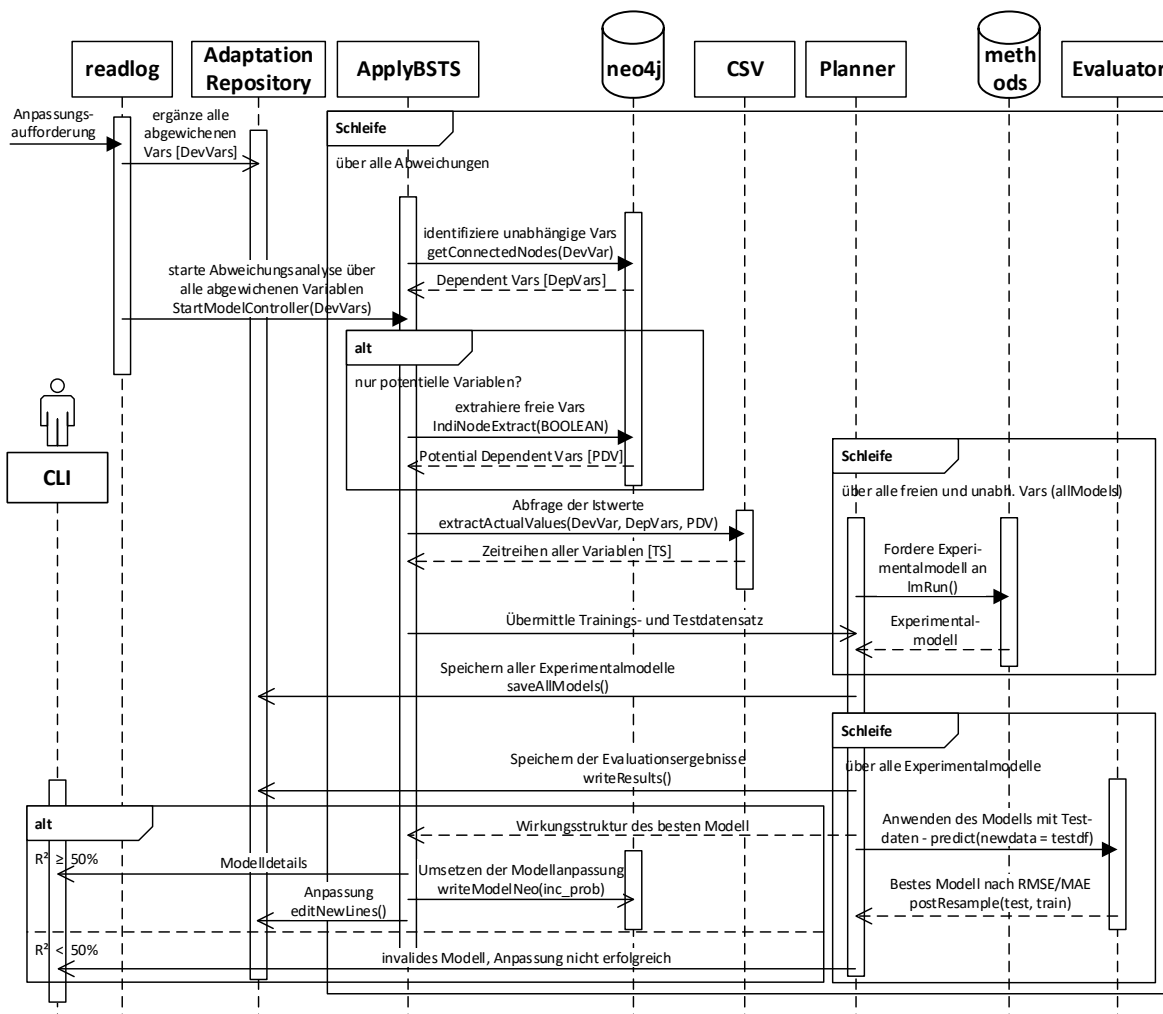 readlog
Adaptation
Repository
ApplyBSTS
neo4j
CSV
Planner
meth
ods
Evaluator
Anpassungs-
aufforderung
ergänze alle
abgewichenen
Vars [DevVars]
Schleife
über alle Abweichungen
identifiziere unabhängige Vars
getConnectedNodes(DevVar)
Dependent Vars [DepVars]
starte Abweichungsanalyse über
alle abgewichenen Variablen
StartModelController(DevVars)
alt
nur potentielle Variablen?
extrahiere freie Vars
IndiNodeExtract(BOOLEAN)
Potential Dependent Vars [PDV]
CLI
Schleife
über alle freien und unabh. Vars (allModels)
Abfrage der Istwerte
extractActualValues(DevVar, DepVars, PDV)
Zeitreihen aller Variablen [TS]
Fordere Experi-
mentalmodell an
lmRun()
Experimental-
modell
Übermittle Trainings- und Testdatensatz
Speichern aller Experimentalmodelle
saveAllModels()
Schleife
über alle Experimentalmodelle
Speichern der Evaluationsergebnisse
writeResults()
alt
Wirkungsstruktur des besten Modell
Anwenden des Modells mit Test-
daten - predict(newdata = testdf)
R² ≥ 50%
Modelldetails
Umsetzen der Modellanpassung
writeModelNeo(inc_prob)
Anpassung
editNewLines()
Bestes Modell nach RMSE/MAE
postResample(test, train)
R² < 50%
invalides Modell, Anpassung nicht erfolgreich